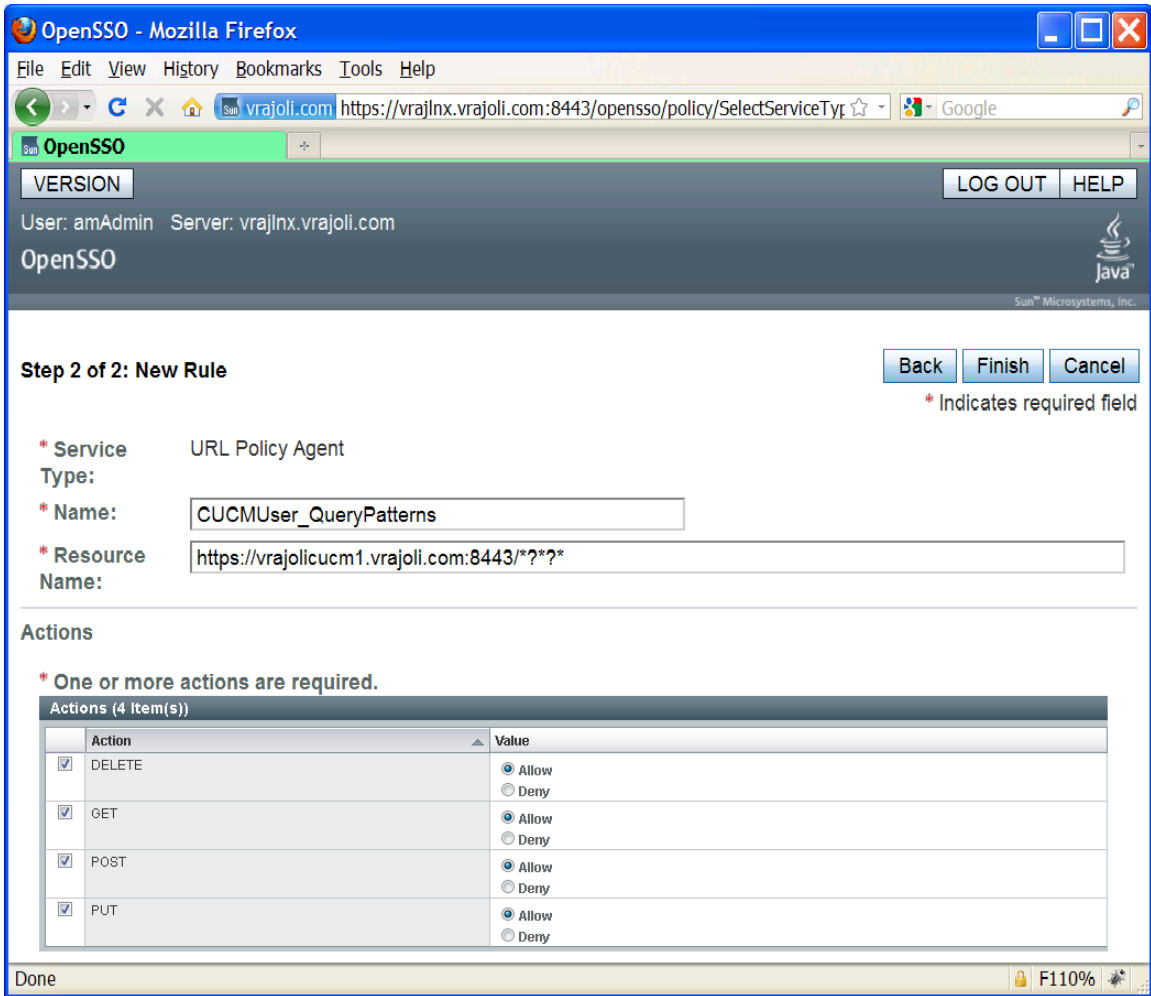 OpenSSO - Mozilla Firefox
File Edit View History Bookmarks Tools Help
Sun vrajoli.com https://vrajlnx.vrajoli.com:8443/opensso/policy/SelectServiceTyp Google
Sun OpenSSO
VERSION LOG OUT HELP
User: amAdmin Server: vrajlnx.vrajoli.com
OpenSSO
Java™
Sun™ Microsystems, Inc.
Step 2 of 2: New Rule Back Finish Cancel
* Indicates required field
* Service Type: URL Policy Agent
* Name: CUCMUser_QueryPatterns
* Resource Name: https://vrajolicucm1.vrajoli.com:8443/*?*?*
Actions
* One or more actions are required.
Actions (4 Item(s))
Action Value
DELETE Allow
Deny
GET Allow
Deny
POST Allow
Deny
PUT Allow
Deny
Done F110%